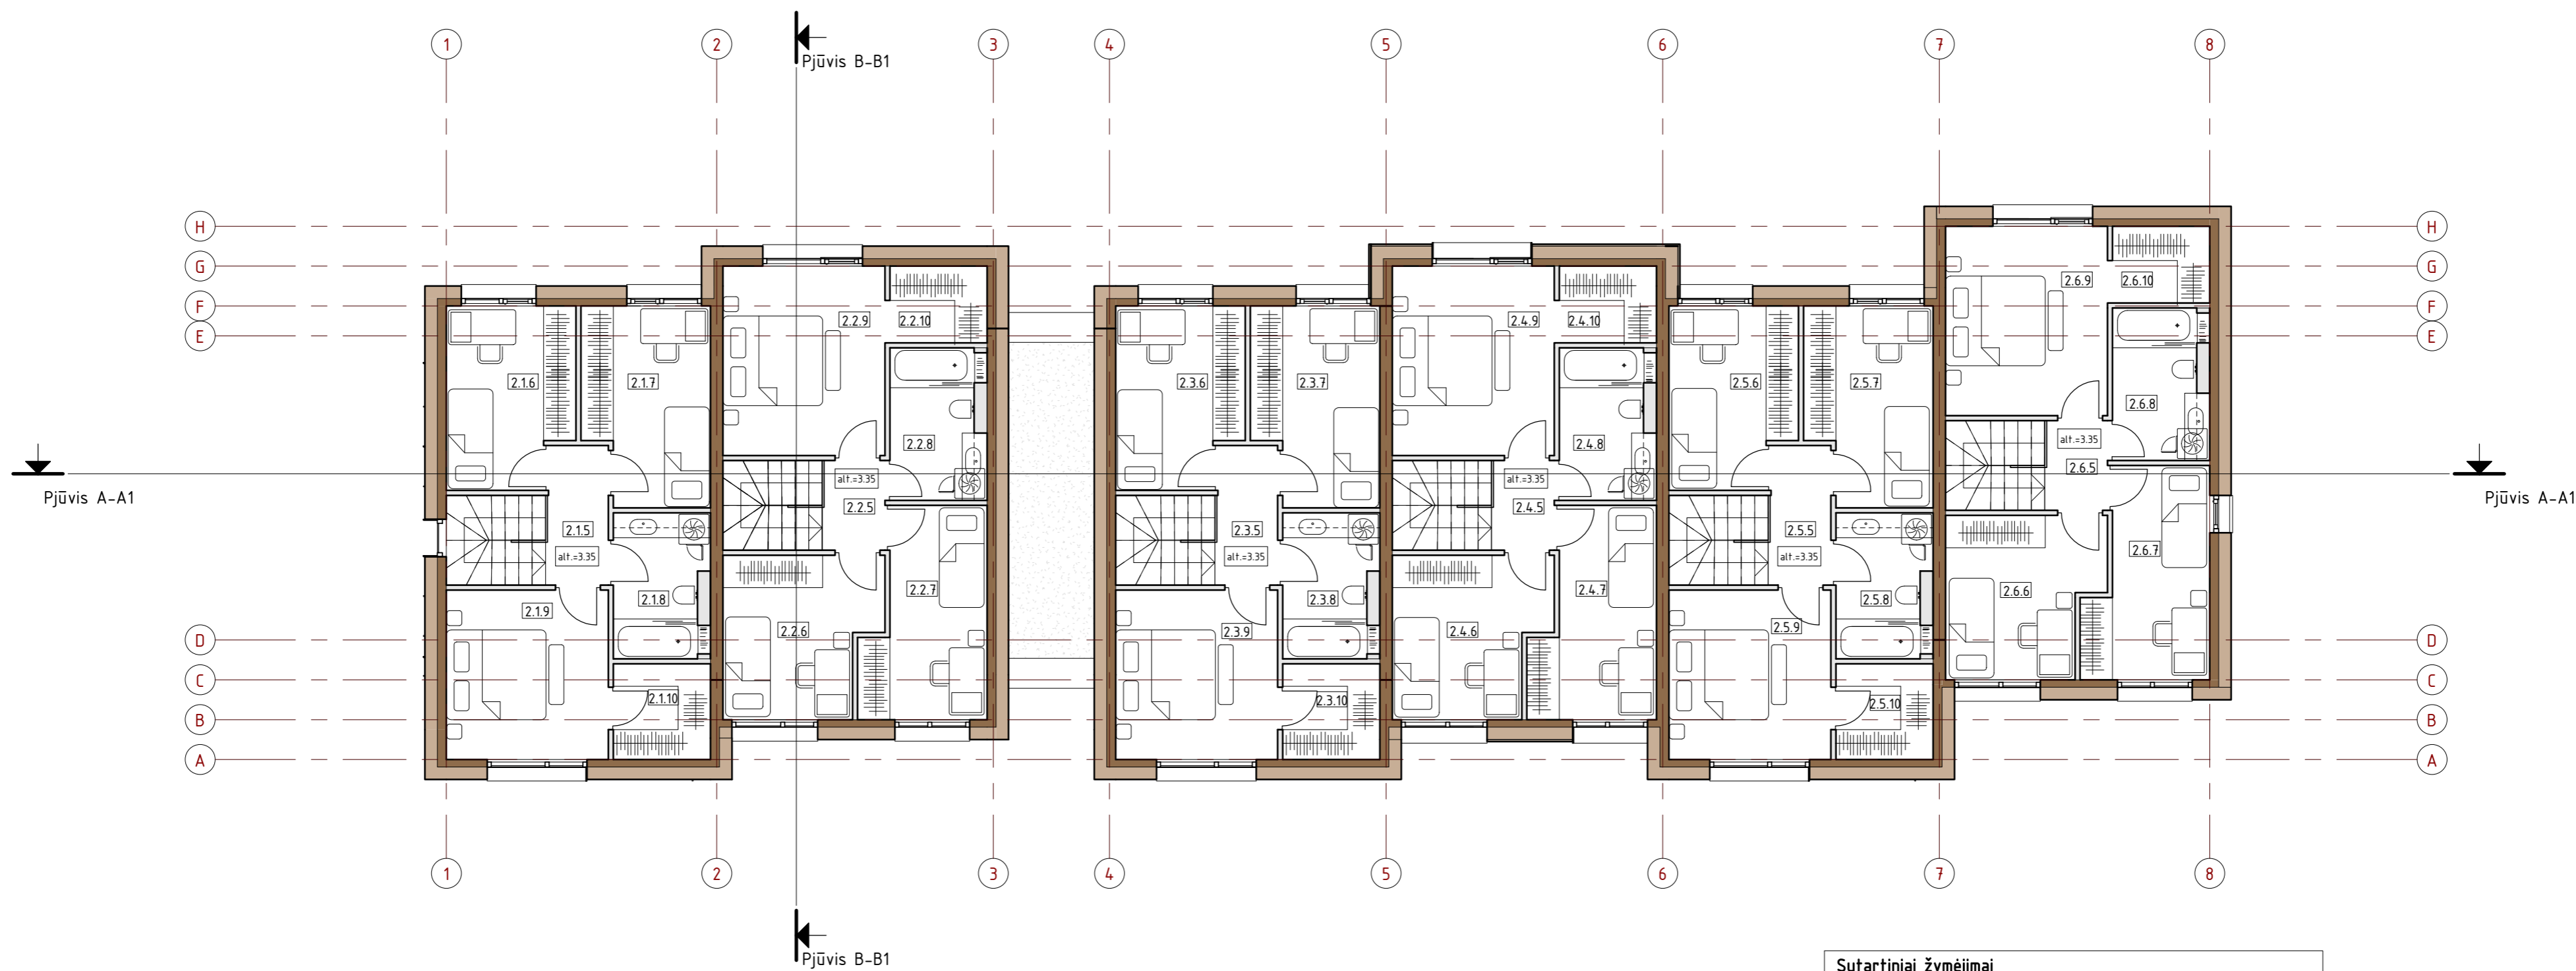 1 2 3 4 5 6 7 8
Pjūvis B-B1
H H
G G
F F
E E
D D
C C
B B
A A
Pjūvis A-A1
Pjūvis A-A1
2.1.6
2.1.7
2.1.5
alt.=3.35
2.1.8
2.1.9
2.1.10
2.2.9
2.2.10
2.2.8
alt.=3.35
2.2.5
2.2.7
2.2.6
2.3.6
2.3.7
2.3.5
alt.=3.35
2.3.8
2.3.9
2.3.10
2.4.9
2.4.10
2.4.8
alt.=3.35
2.4.5
2.4.7
2.4.6
2.5.6
2.5.7
2.5.5
alt.=3.35
2.5.8
2.5.9
2.5.10
2.6.9
2.6.10
2.6.8
alt.=3.35
2.6.5
2.6.7
2.6.6
1 2 3 4 5 6 7 8
Pjūvis B-B1
Sutartiniai žymėjimai